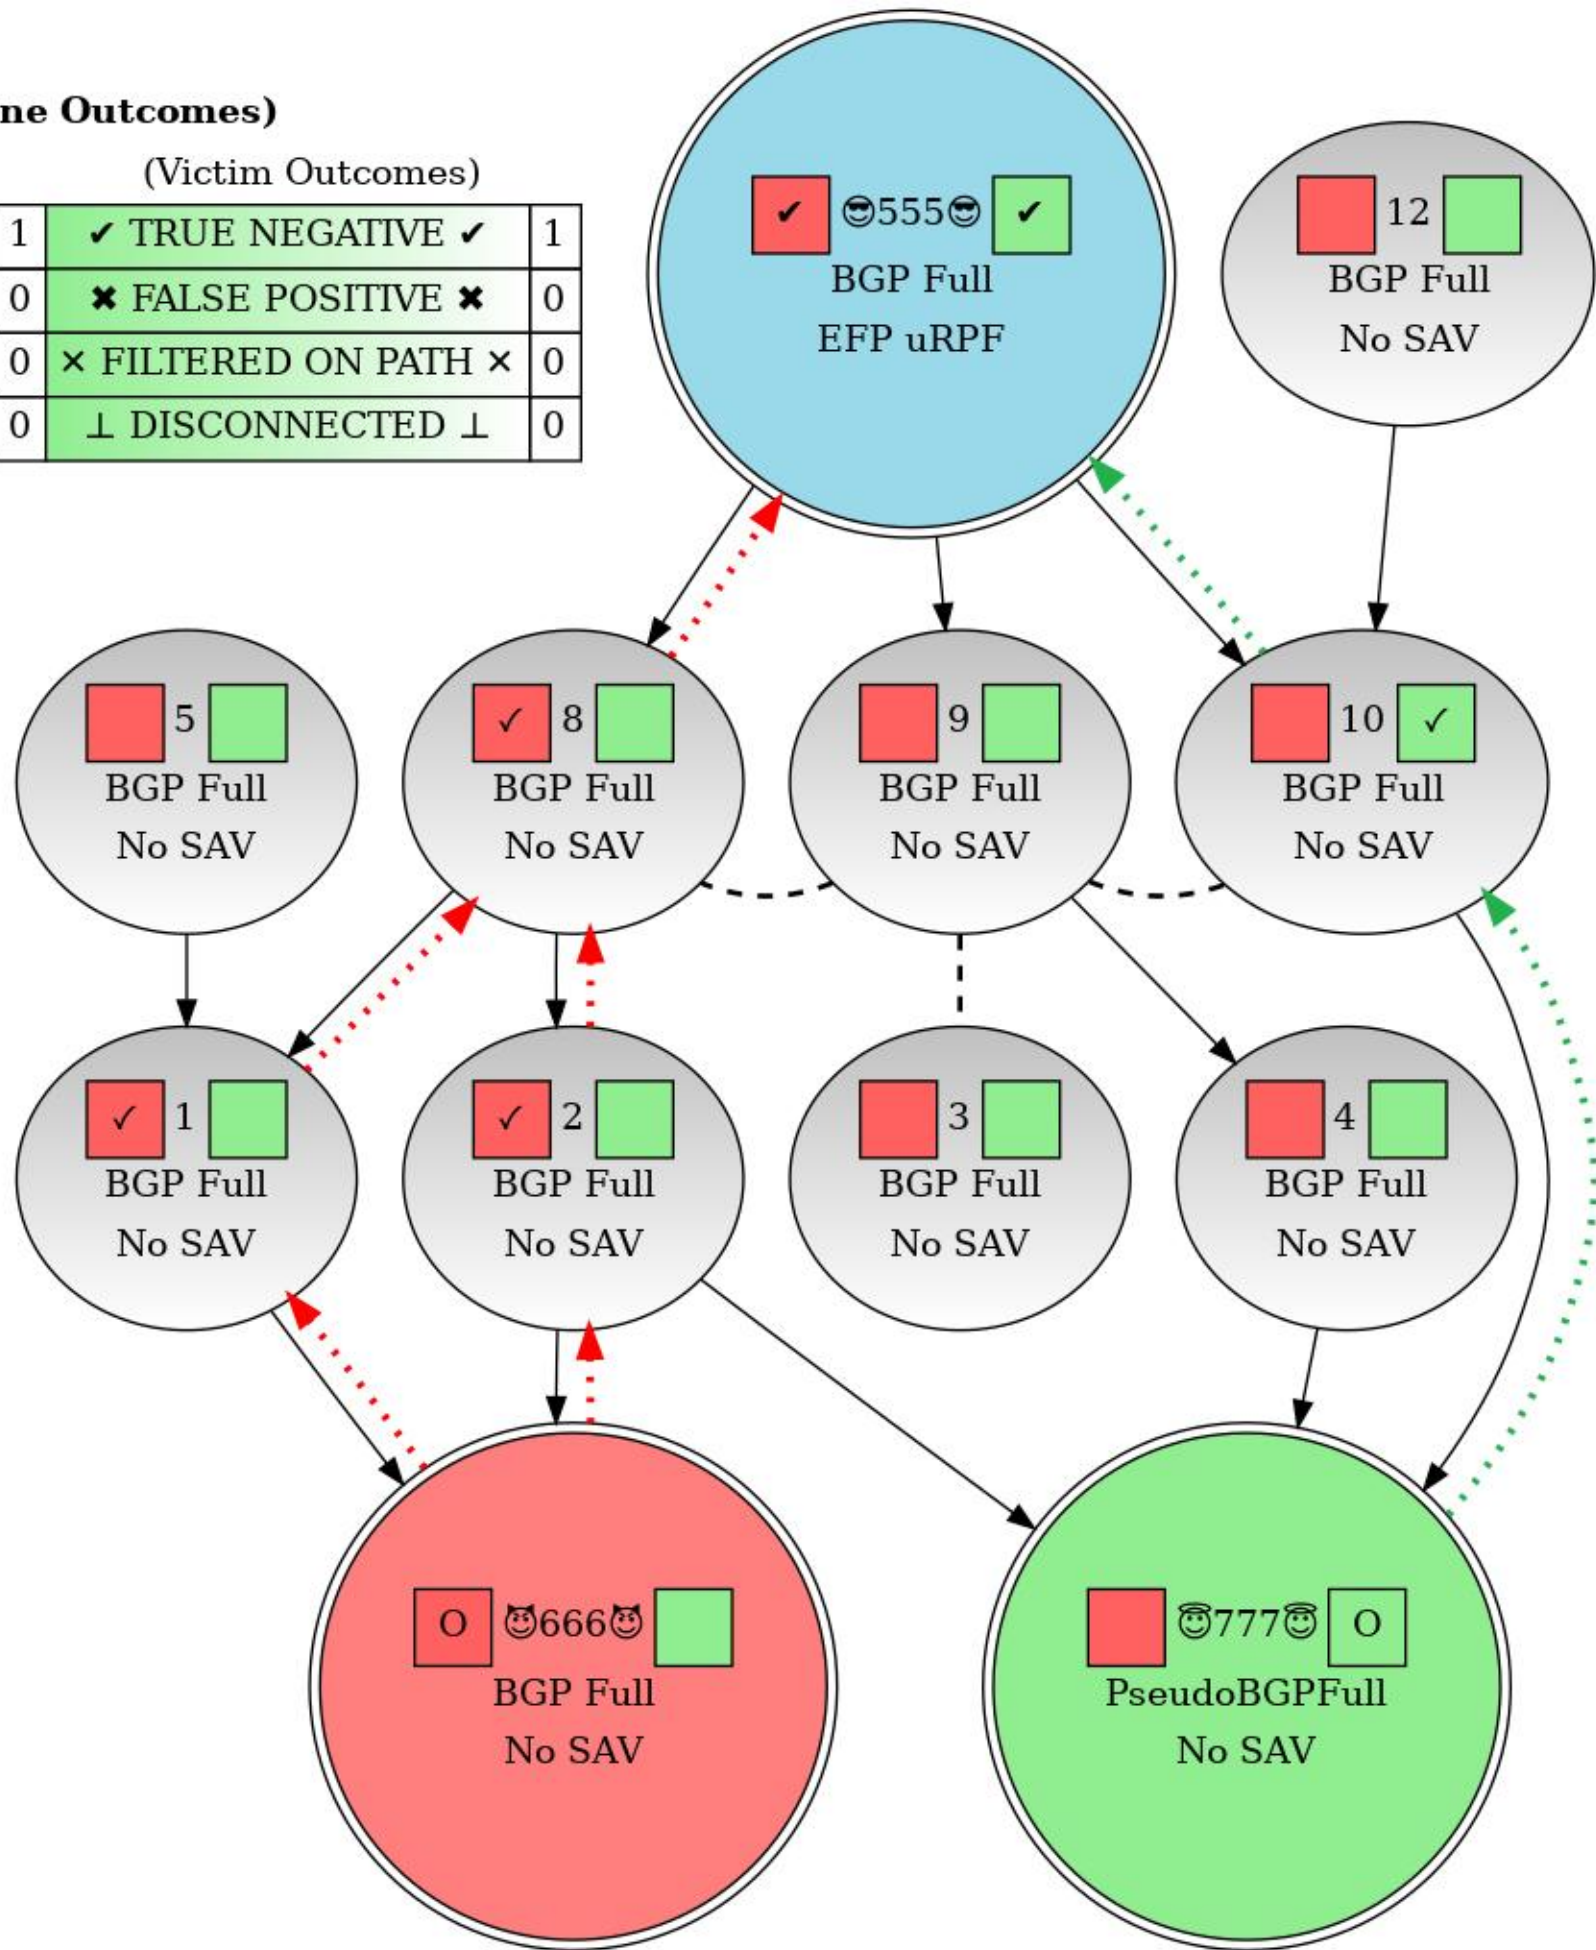 ne Outcomes)
(Victim Outcomes)
1 ✔ TRUE NEGATIVE ✔ 1
0 ✖ FALSE POSITIVE ✖ 0
0 ✕ FILTERED ON PATH ✕ 0
0 ⊥ DISCONNECTED ⊥ 0
✔ 😎555😎 ✔
BGP Full
EFP uRPF
12
BGP Full
No SAV
5
BGP Full
No SAV
✓ 8
BGP Full
No SAV
9
BGP Full
No SAV
10 ✓
BGP Full
No SAV
✓ 1
BGP Full
No SAV
✓ 2
BGP Full
No SAV
3
BGP Full
No SAV
4
BGP Full
No SAV
O 😈666😈
BGP Full
No SAV
😇777😇 O
PseudoBGPFull
No SAV